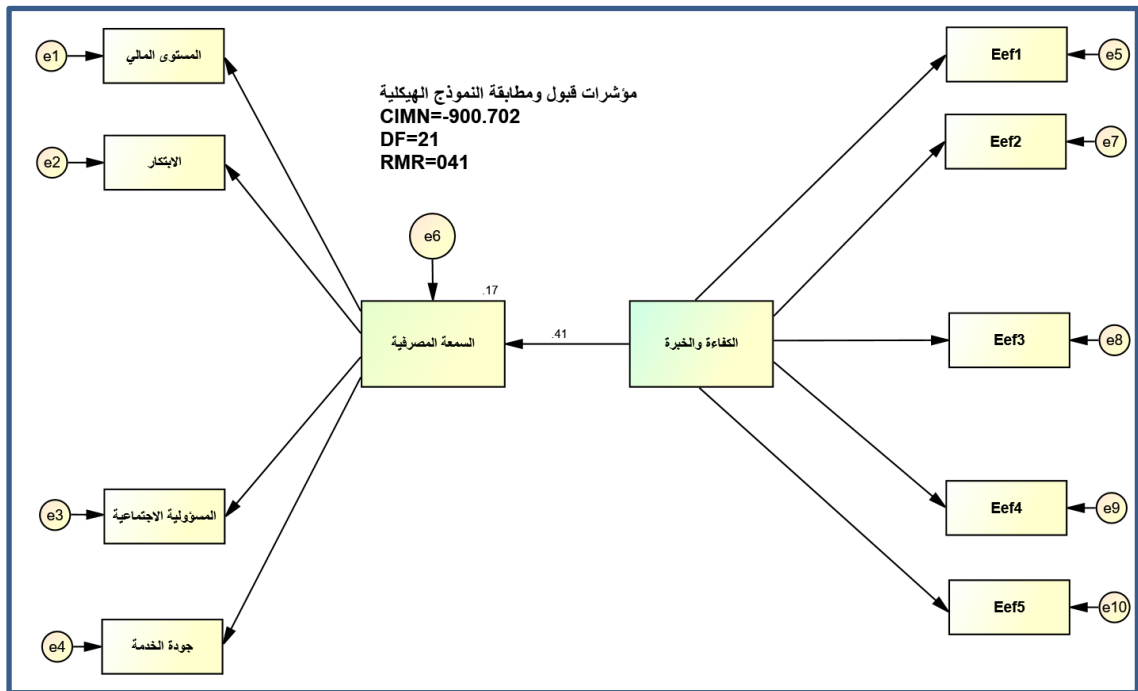 e1
المستوى المالي
Eef1
e5
مؤشرات قبول ومطابقة النموذج الهيكلية
CIMN=-900.702
DF=21
RMR=041
e2
الابتكار
Eef2
e7
e6
.17
السمعة المصرفية
.41
الكفاءة والخبرة
Eef3
e8
e3
المسؤولية الاجتماعية
Eef4
e9
e4
جودة الخدمة
Eef5
e10